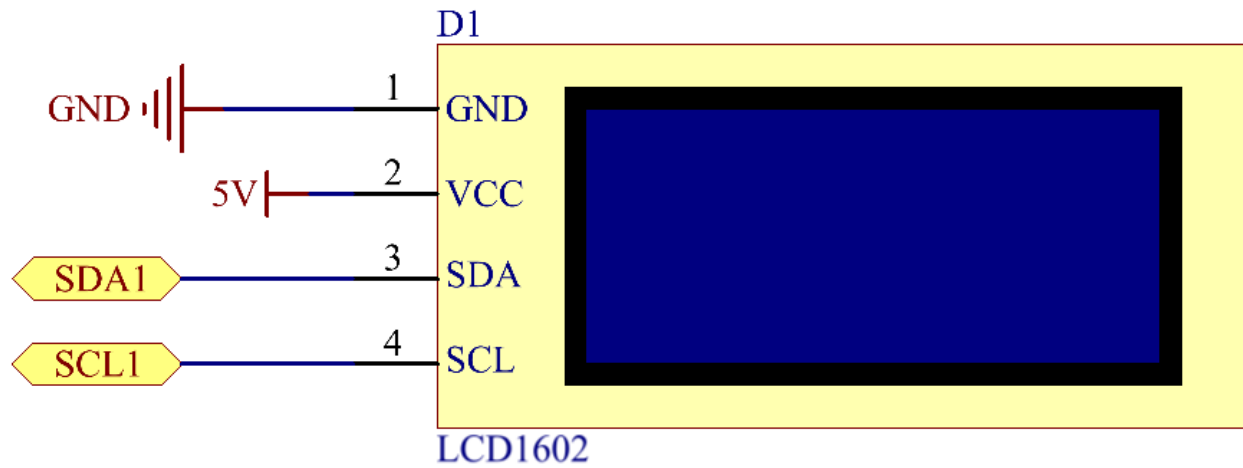 D1
GND 1 GND
5V 2 VCC
SDA1 3 SDA
SCL1 4 SCL
LCD1602